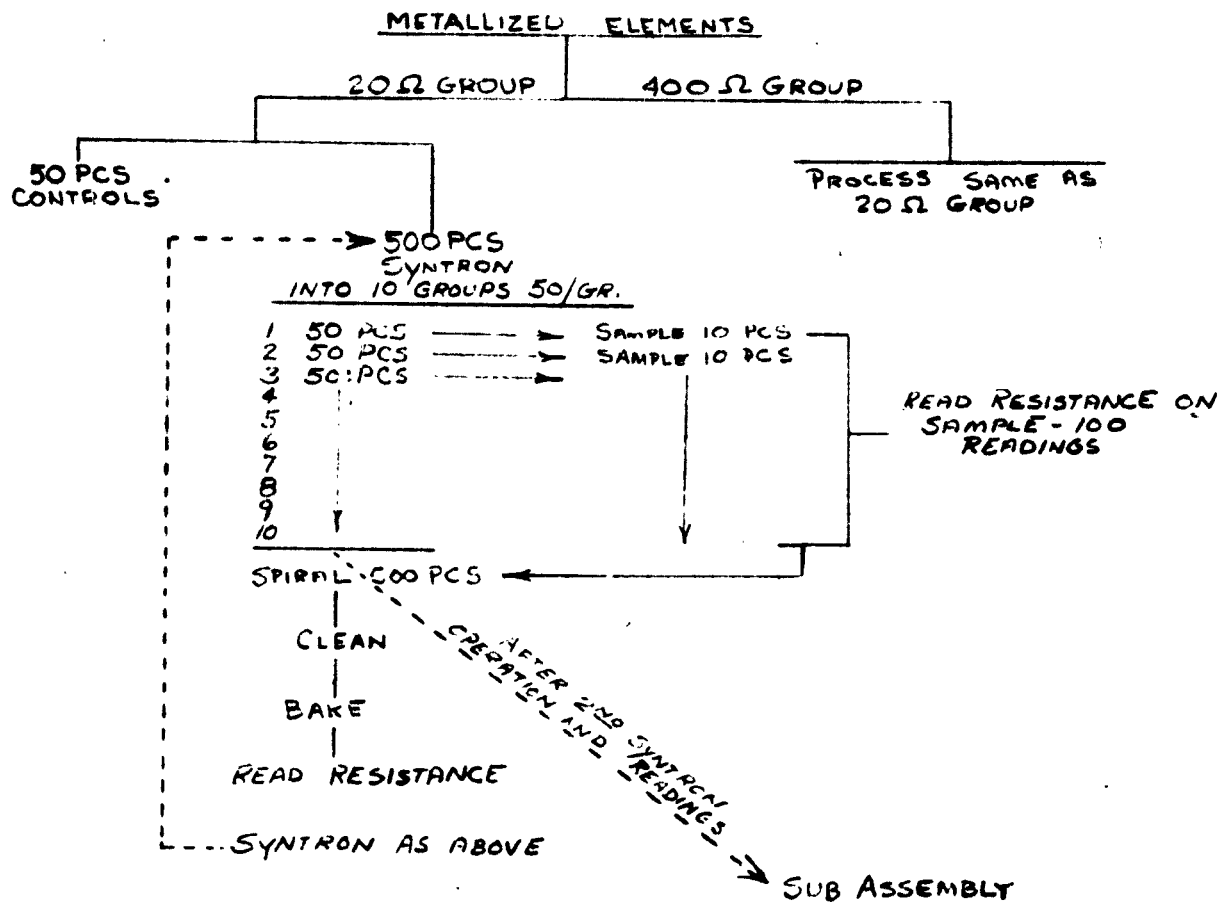 METALLIZED ELEMENTS
20 Ω GROUP
400 Ω GROUP
50 PCS
CONTROLS
PROCESS SAME AS
20 Ω GROUP
500 PCS
SYNTRON
INTO 10 GROUPS 50/GR.
1 50 PCS SAMPLE 10 PCS
2 50 PCS SAMPLE 10 PCS
3 50 PCS
4
5
6
7
8
9
10
READ RESISTANCE ON
SAMPLE - 100
READINGS
SPIRAL 500 PCS
CLEAN
BAKE
READ RESISTANCE
SYNTRON AS ABOVE
AFTER 2ND SYNTRON
OPERATION AND READINGS
SUB ASSEMBLY